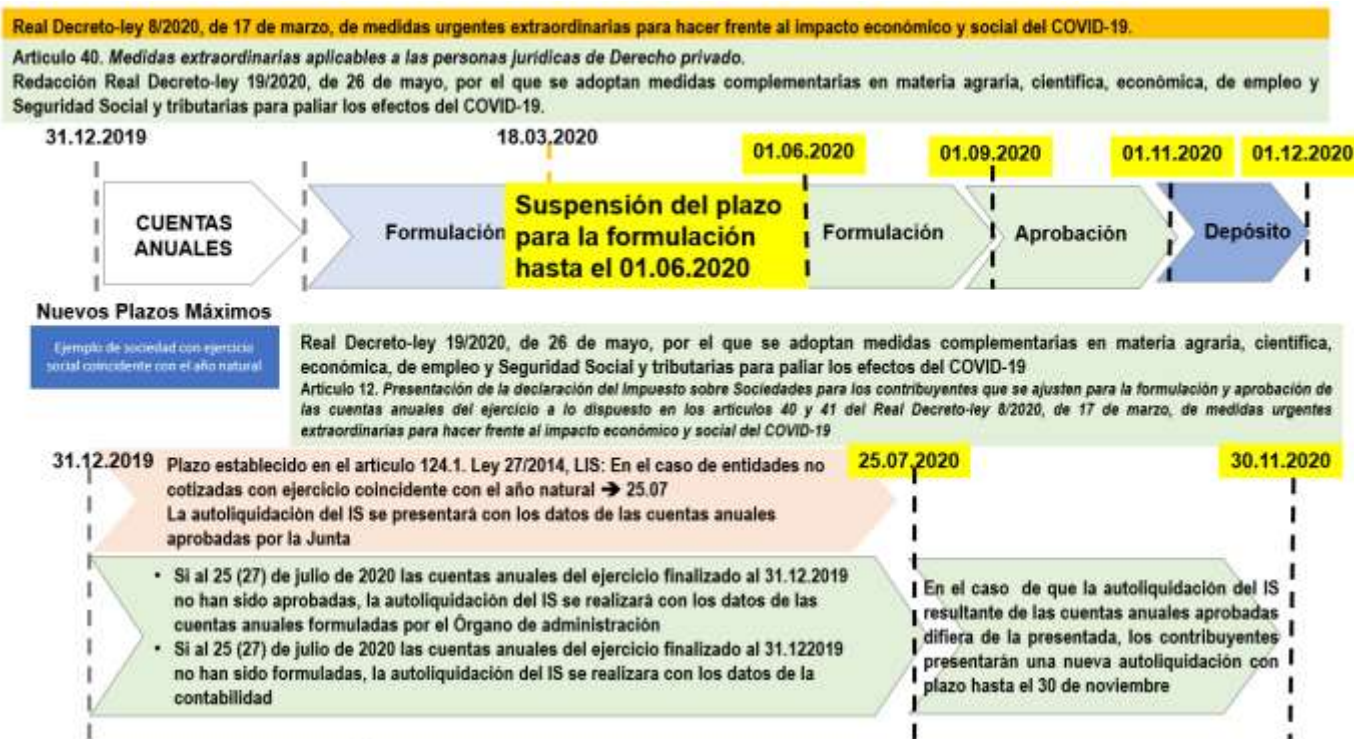 Real Decreto-ley 8/2020, de 17 de marzo, de medidas urgentes extraordinarias para hacer frente al impacto económico y social del COVID-19.
Artículo 40. Medidas extraordinarias aplicables a las personas jurídicas de Derecho privado.
Redacción Real Decreto-ley 19/2020, de 26 de mayo, por el que se adoptan medidas complementarias en materia agraria, científica, económica, de empleo y
Seguridad Social y tributarias para paliar los efectos del COVID-19.
31.12.2019
18.03.2020
01.06.2020
01.09.2020
01.11.2020
01.12.2020
CUENTAS
ANUALES
Formulación
Suspensión del plazo
para la formulación
hasta el 01.06.2020
Formulación
Aprobación
Depósito
Nuevos Plazos Máximos
Ejemplo de sociedad con ejercicio
social coincidente con el año natural
Real Decreto-ley 19/2020, de 26 de mayo, por el que se adoptan medidas complementarias en materia agraria, científica,
económica, de empleo y Seguridad Social y tributarias para paliar los efectos del COVID-19
Artículo 12. Presentación de la declaración del Impuesto sobre Sociedades para los contribuyentes que se ajusten para la formulación y aprobación de
las cuentas anuales del ejercicio a lo dispuesto en los artículos 40 y 41 del Real Decreto-ley 8/2020, de 17 de marzo, de medidas urgentes
extraordinarias para hacer frente al impacto económico y social del COVID-19
31.12.2019
Plazo establecido en el artículo 124.1. Ley 27/2014, LIS: En el caso de entidades no
cotizadas con ejercicio coincidente con el año natural ➔ 25.07
La autoliquidación del IS se presentará con los datos de las cuentas anuales
aprobadas por la Junta
25.07.2020
30.11.2020
• Si al 25 (27) de julio de 2020 las cuentas anuales del ejercicio finalizado al 31.12.2019
no han sido aprobadas, la autoliquidación del IS se realizará con los datos de las
cuentas anuales formuladas por el Órgano de administración
• Si al 25 (27) de julio de 2020 las cuentas anuales del ejercicio finalizado al 31.122019
no han sido formuladas, la autoliquidación del IS se realizara con los datos de la
contabilidad
En el caso de que la autoliquidación del IS
resultante de las cuentas anuales aprobadas
difiera de la presentada, los contribuyentes
presentarán una nueva autoliquidación con
plazo hasta el 30 de noviembre